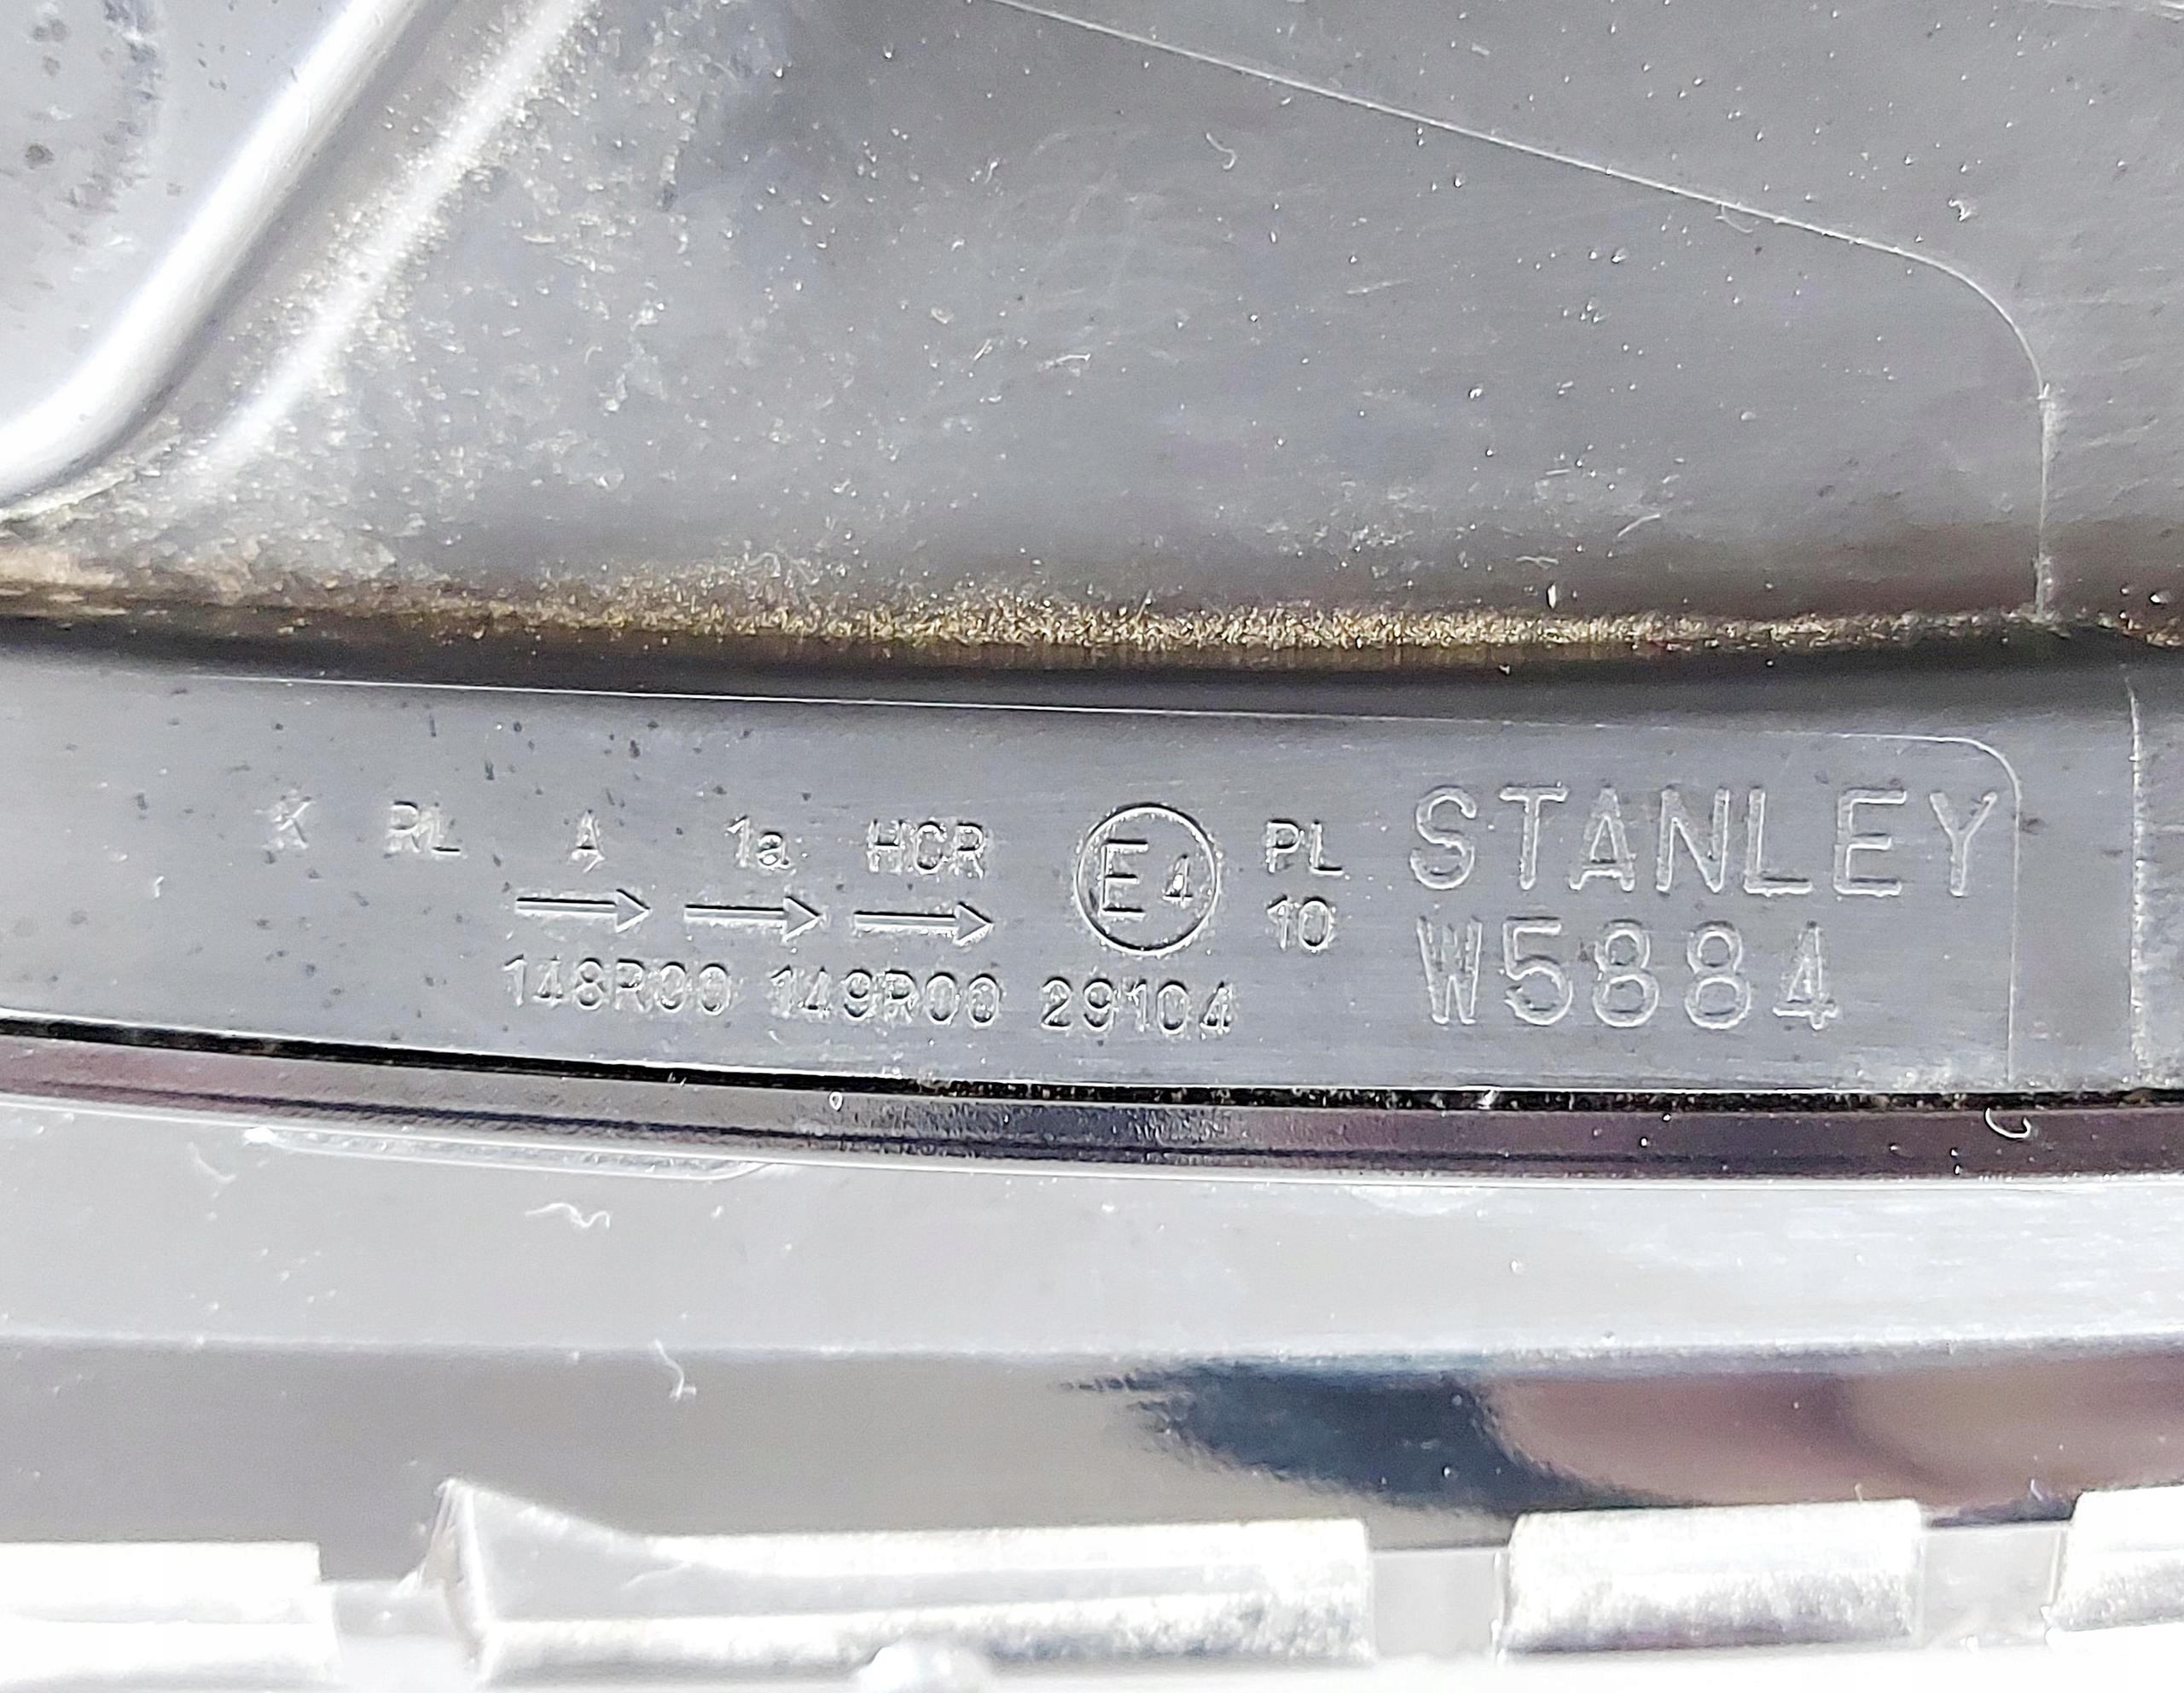 K RL A 1a HCR E4 PL STANLEY
→ → → 10 W5884
148R00 149R00 29104